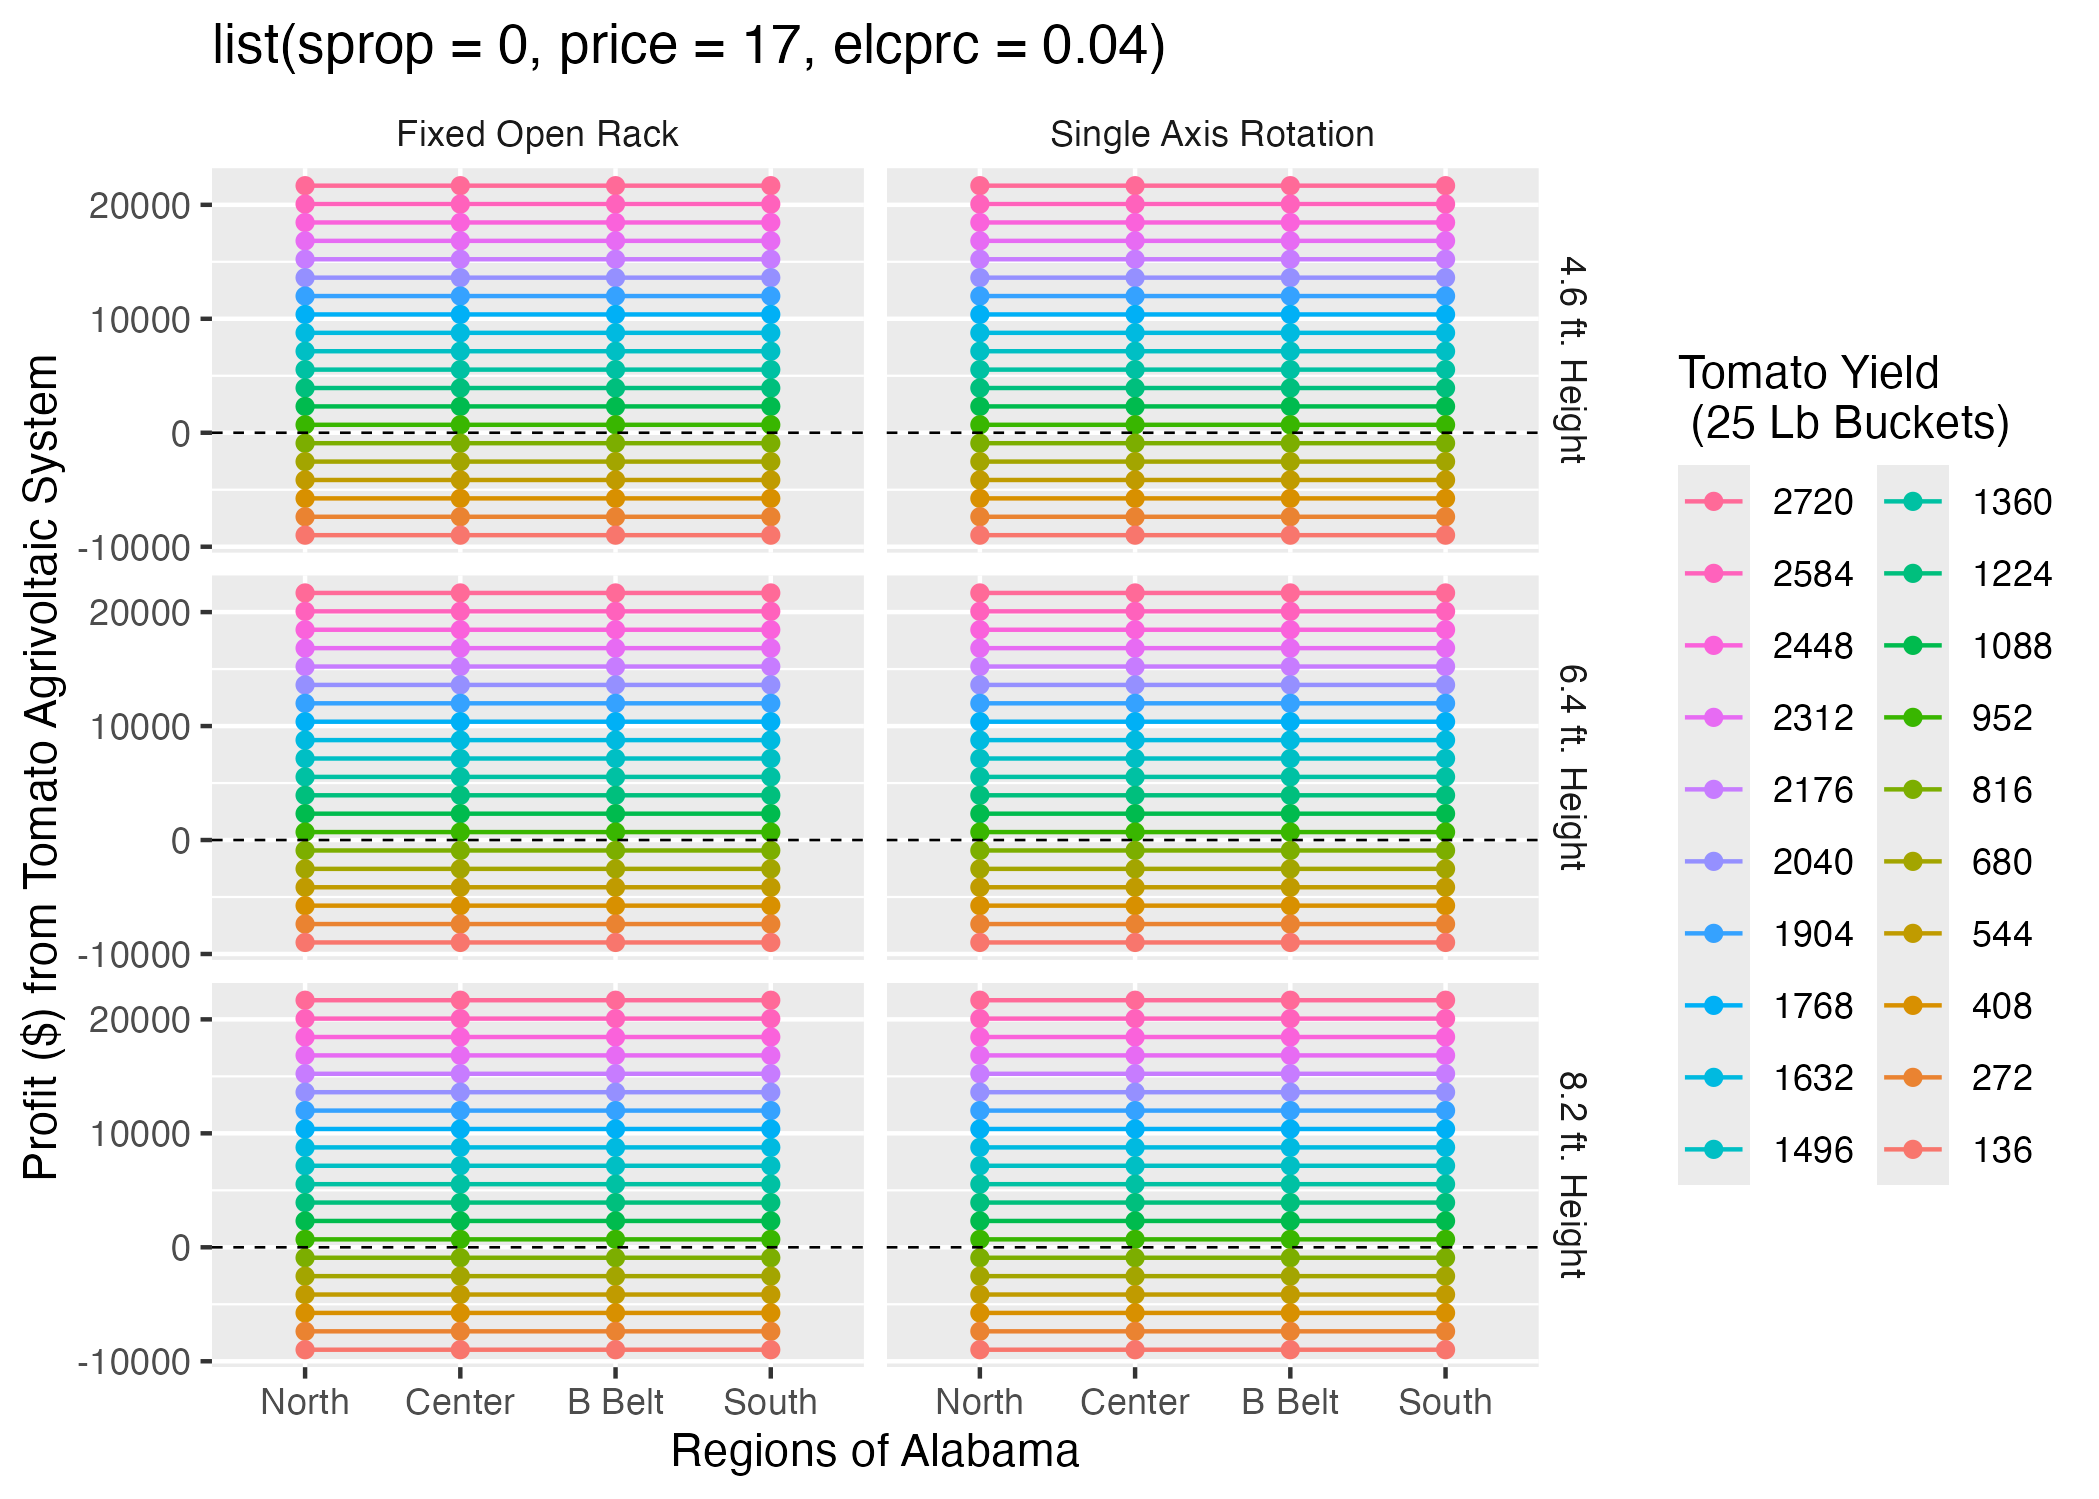 list(sprop = 0, price = 17, elcprc = 0.04)
Fixed Open Rack
Single Axis Rotation
Profit ($) from Tomato Agrivoltaic System
20000
10000
0
-10000
4.6 ft. Height
20000
10000
0
-10000
6.4 ft. Height
20000
10000
0
-10000
8.2 ft. Height
North Center B Belt South
North Center B Belt South
Regions of Alabama
Tomato Yield
(25 Lb Buckets)
2720
2584
2448
2312
2176
2040
1904
1768
1632
1496
1360
1224
1088
952
816
680
544
408
272
136